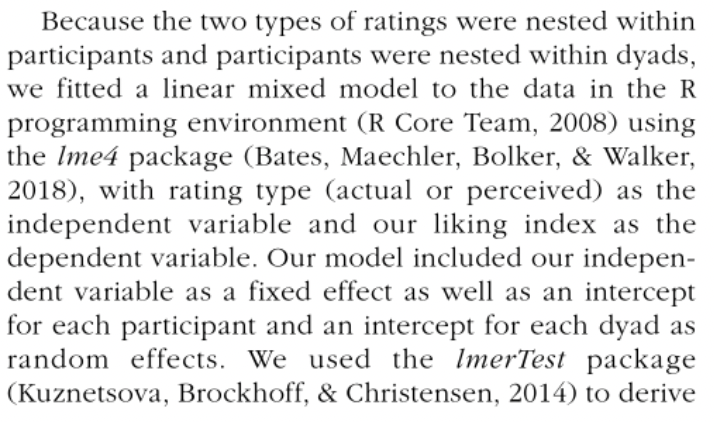 Because the two types of ratings were nested within
participants and participants were nested within dyads,
we fitted a linear mixed model to the data in the R
programming environment (R Core Team, 2008) using
the lme4 package (Bates, Maechler, Bolker, & Walker,
2018), with rating type (actual or perceived) as the
independent variable and our liking index as the
dependent variable. Our model included our indepen-
dent variable as a fixed effect as well as an intercept
for each participant and an intercept for each dyad as
random effects. We used the lmerTest package
(Kuznetsova, Brockhoff, & Christensen, 2014) to derive